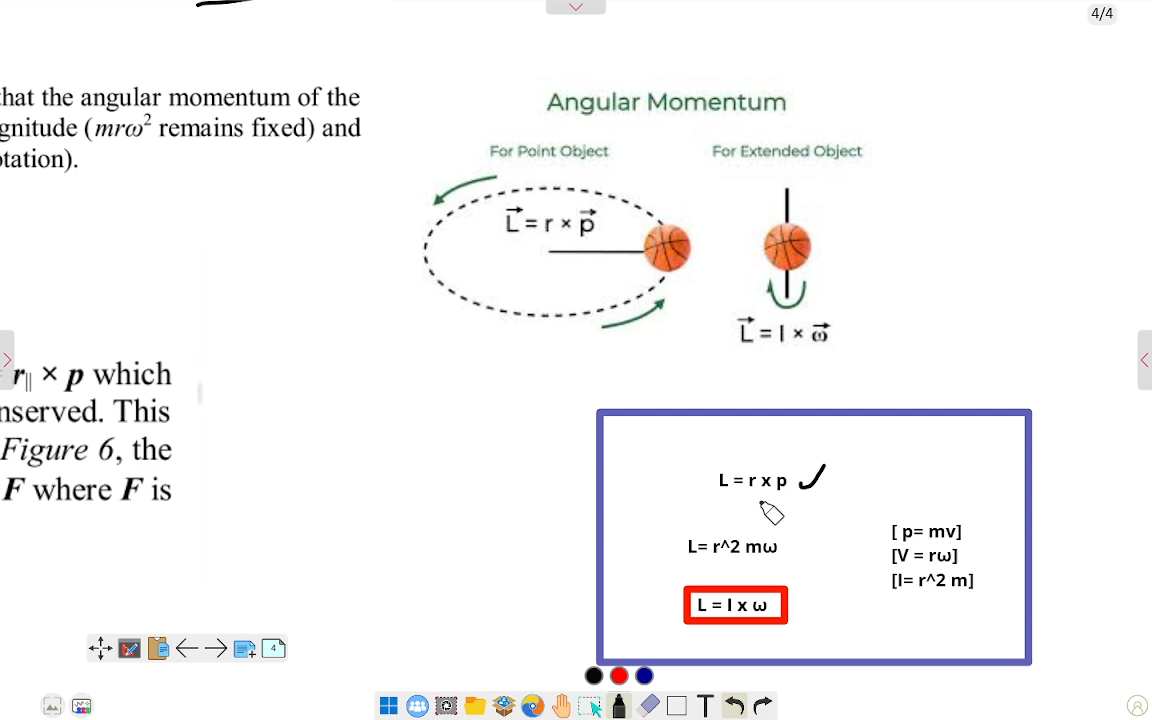 4/4
that the angular momentum of the
gnitude (mrω² remains fixed) and
otation).
Angular Momentum
For Point Object
For Extended Object
L⃗ = r × p⃗
L⃗ = I × ω⃗
r|| × p which
nserved. This
Figure 6, the
F where F is
L = r x p
L= r^2 mω
L = I x ω
[ p= mv]
[V = rω]
[I= r^2 m]
4